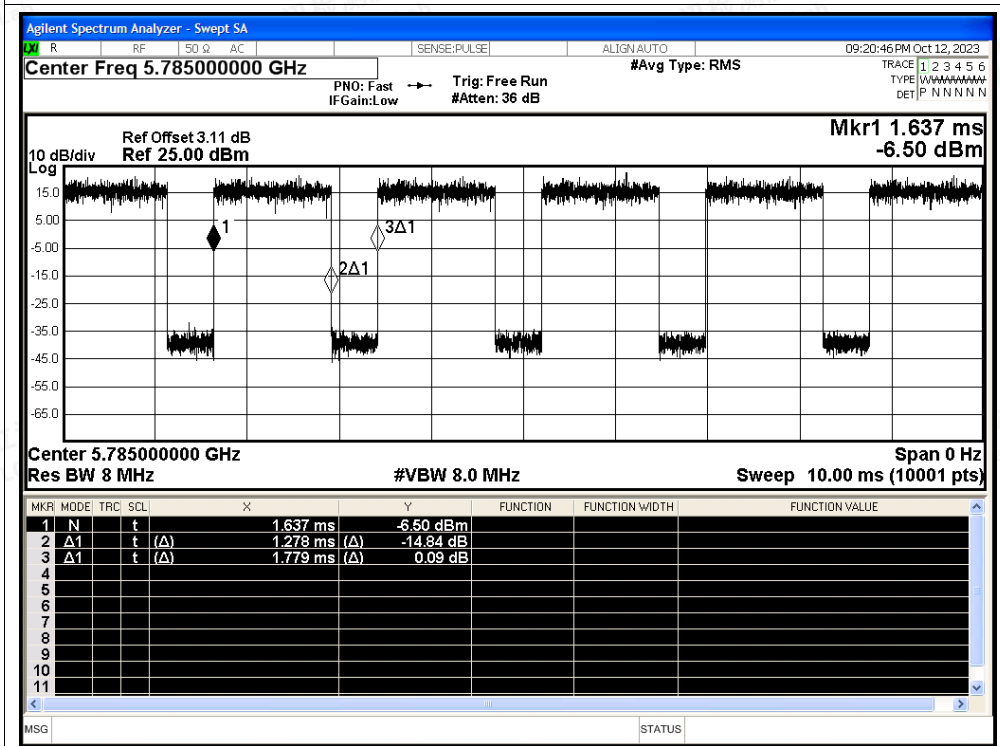 Agilent Spectrum Analyzer - Swept SA
LXI R RF 50 Ω AC SENSE:PULSE ALIGN AUTO 09:20:46 PM Oct 12, 2023
Center Freq 5.785000000 GHz #Avg Type: RMS TRACE 1 2 3 4 5 6
PNO: Fast Trig: Free Run TYPE WWWWWW
IFGain:Low #Atten: 36 dB DET P N N N N N
Mkr1 1.637 ms
Ref Offset 3.11 dB
10 dB/div Ref 25.00 dBm -6.50 dBm
Log
15.0
5.00
1
3Δ1
-5.00
2Δ1
-15.0
-25.0
-35.0
-45.0
-55.0
-65.0
Center 5.785000000 GHz Span 0 Hz
Res BW 8 MHz #VBW 8.0 MHz Sweep 10.00 ms (10001 pts)
MKR MODE TRC SCL X Y FUNCTION FUNCTION WIDTH FUNCTION VALUE
1 N t 1.637 ms -6.50 dBm
2 Δ1 t (Δ) 1.278 ms (Δ) -14.84 dB
3 Δ1 t (Δ) 1.779 ms (Δ) 0.09 dB
4
5
6
7
8
9
10
11
MSG STATUS